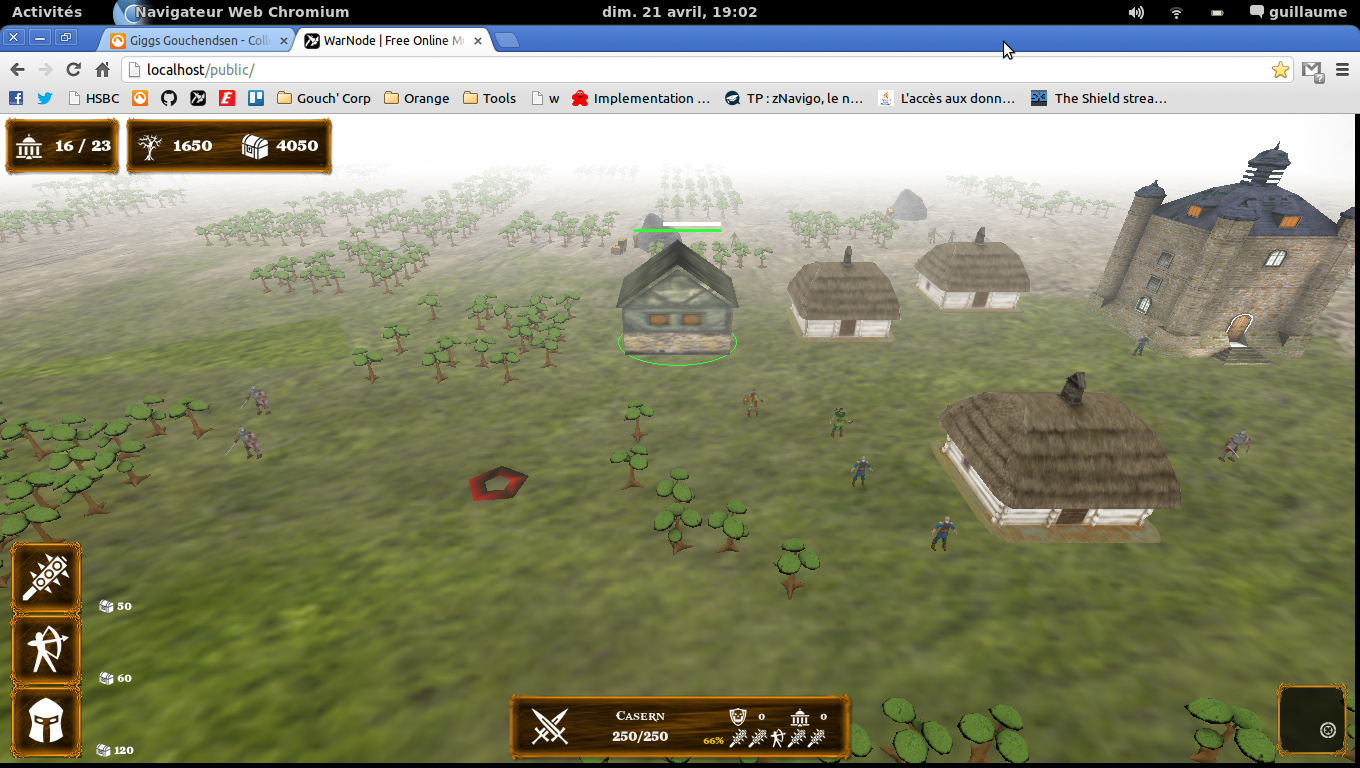 Activités Navigateur Web Chromium dim. 21 avril, 19:02 guillaume
Giggs Gouchendsen - Coll WarNode | Free Online M
localhost/public/
HSBC Gouch' Corp Orange Tools w Implementation ... TP : zNavigo, le n... L'accès aux donn... The Shield strea...
16 / 23 1650 4050
50
60
120
Casern 0 0
250/250 66%